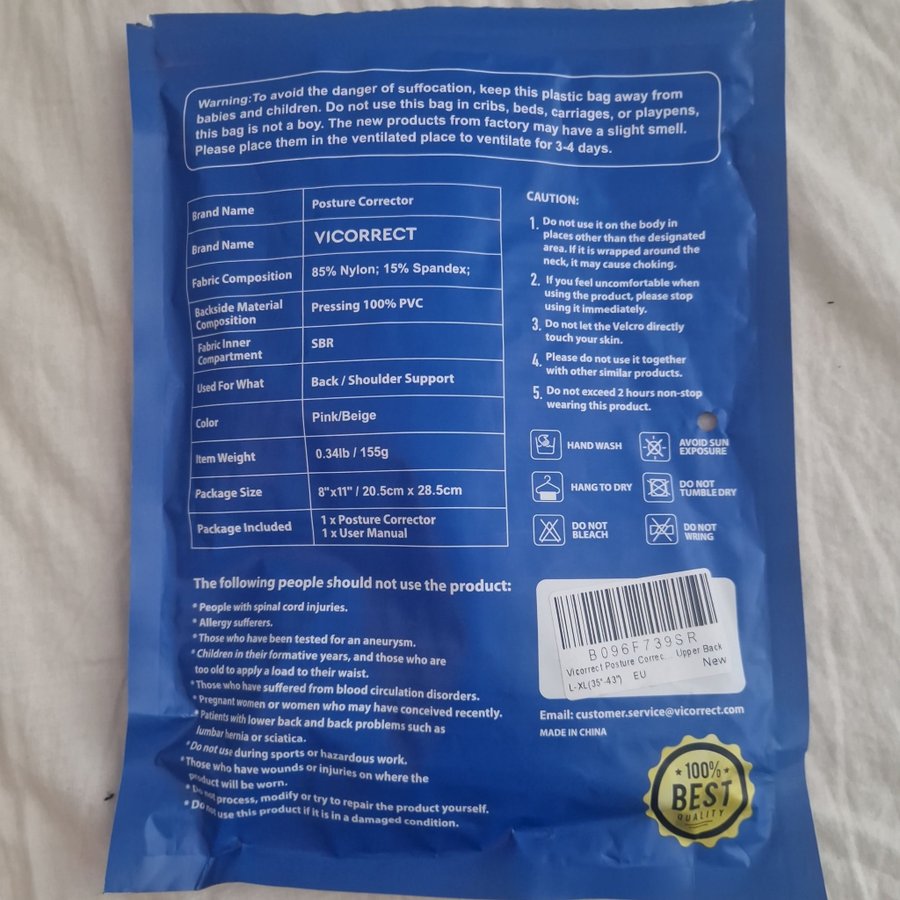 Warning:To avoid the danger of suffocation, keep this plastic bag away from
babies and children. Do not use this bag in cribs, beds, carriages, or playpens,
this bag is not a boy. The new products from factory may have a slight smell.
Please place them in the ventilated place to ventilate for 3-4 days.
Brand Name Posture Corrector
Brand Name VICORRECT
Fabric Composition 85% Nylon; 15% Spandex;
Backside Material
Composition
Pressing 100% PVC
Fabric Inner
Compartment
SBR
Used For What Back / Shoulder Support
Color Pink/Beige
Item Weight 0.34lb / 155g
Package Size 8"x11" / 20.5cm x 28.5cm
Package Included
1 x Posture Corrector
1 x User Manual
CAUTION:
1. Do not use it on the body in
places other than the designated
area. If it is wrapped around the
neck, it may cause choking.
2. If you feel uncomfortable when
using the product, please stop
using it immediately.
3. Do not let the Velcro directly
touch your skin.
4. Please do not use it together
with other similar products.
5. Do not exceed 2 hours non-stop
wearing this product.
HAND WASH
AVOID SUN
EXPOSURE
HANG TO DRY
DO NOT
TUMBLE DRY
DO NOT
BLEACH
DO NOT
WRING
The following people should not use the product:
* People with spinal cord injuries.
* Allergy sufferers.
* Those who have been tested for an aneurysm.
* Children in their formative years, and those who are
too old to apply a load to their waist.
* Those who have suffered from blood circulation disorders.
* Pregnant women or women who may have conceived recently.
* Patients with lower back and back problems such as
lumbar hernia or sciatica.
* Do not use during sports or hazardous work.
* Those who have wounds or injuries on where the
product will be worn.
* Do not process, modify or try to repair the product yourself.
* Do not use this product if it is in a damaged condition.
B096F739SR
Vicorrect Posture Correc... Upper Back
L-XL(35"-43") EU New
Email: customer.service@vicorrect.com
MADE IN CHINA
100%
BEST
QUALITY